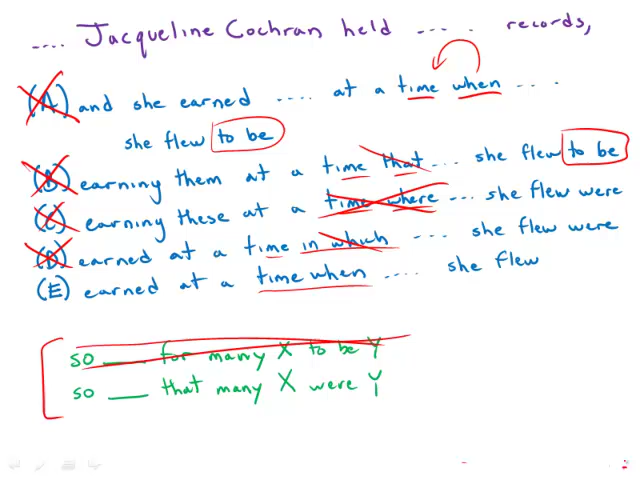 .... Jacqueline Cochran held .... . records,
(A) and she earned .... at a time when ....
she flew to be
(B) earning them at a time that ... she flew to be
(C) earning these at a time where ... she flew were
(D) earned at a time in which .... she flew were
(E) earned at a time when .... she flew
so ___ for many X to be Y
so ___ that many X were Y